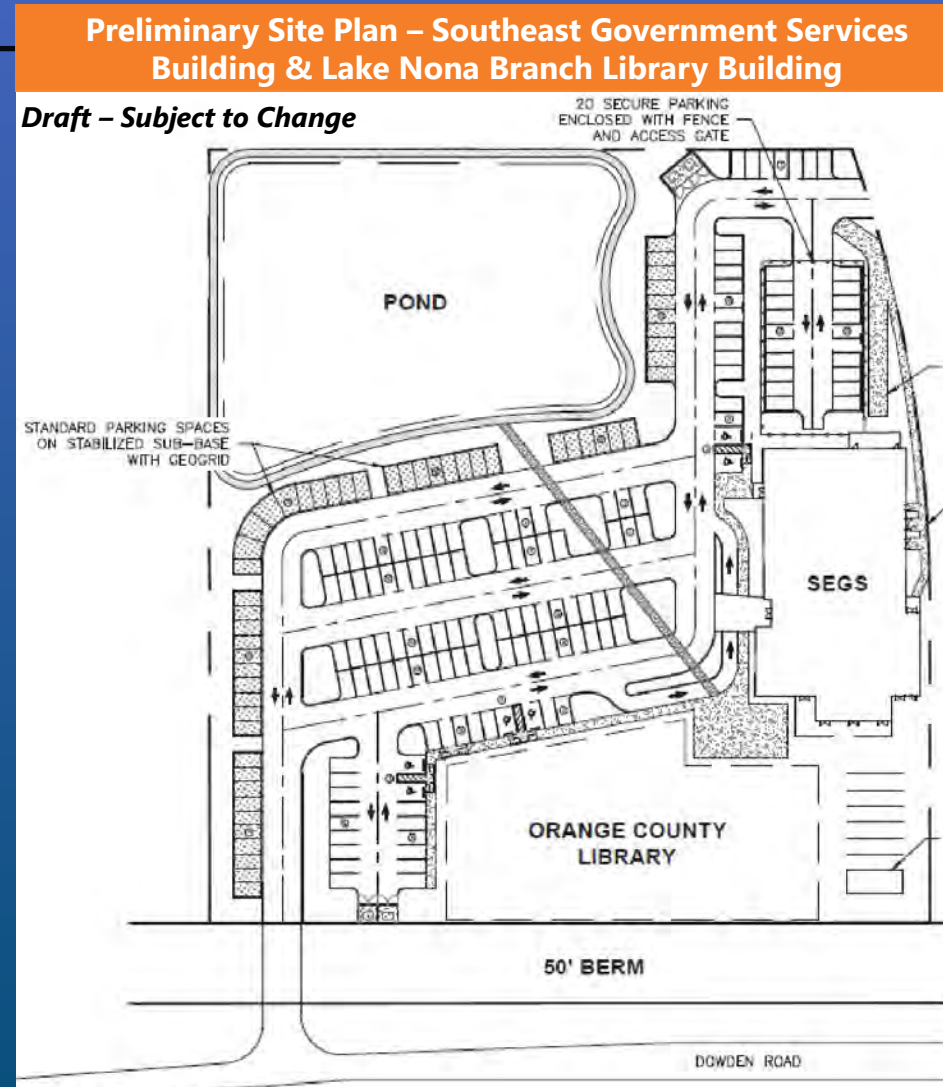 Preliminary Site Plan – Southeast Government Services
Building & Lake Nona Branch Library Building
Draft – Subject to Change
20 SECURE PARKING
ENCLOSED WITH FENCE
AND ACCESS GATE
POND
STANDARD PARKING SPACES
ON STABILIZED SUB-BASE
WITH GEOGRID
SEGS
ORANGE COUNTY
LIBRARY
50' BERM
DOWDEN ROAD